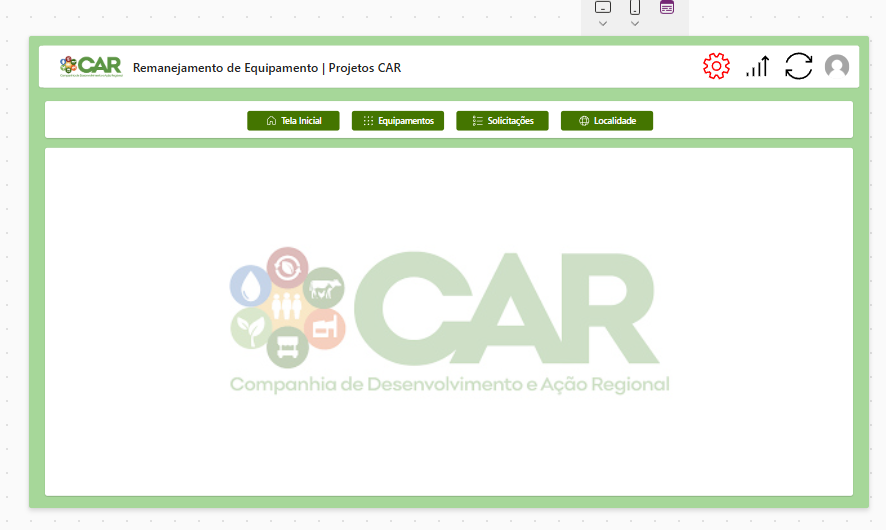 CAR
Remanejamento de Equipamento | Projetos CAR
Tela Inicial
Equipamentos
Solicitações
Localidade
CAR
Companhia de Desenvolvimento e Ação Regional